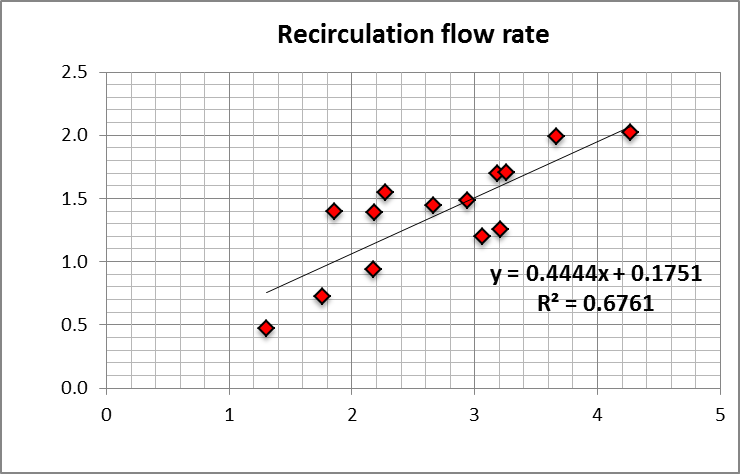 Recirculation flow rate
2.5
2.0
1.5
1.0
0.5
0.0
y = 0.4444x + 0.1751
R² = 0.6761
0 1 2 3 4 5